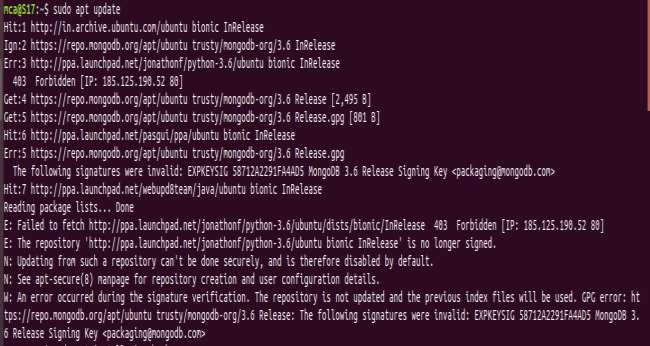 mca@S17:~$ sudo apt update
Hit:1 http://in.archive.ubuntu.com/ubuntu bionic InRelease
Ign:2 https://repo.mongodb.org/apt/ubuntu trusty/mongodb-org/3.6 InRelease
Err:3 http://ppa.launchpad.net/jonathonf/python-3.6/ubuntu bionic InRelease
  403  Forbidden [IP: 185.125.190.52 80]
Get:4 https://repo.mongodb.org/apt/ubuntu trusty/mongodb-org/3.6 Release [2,495 B]
Get:5 https://repo.mongodb.org/apt/ubuntu trusty/mongodb-org/3.6 Release.gpg [801 B]
Hit:6 http://ppa.launchpad.net/pasgui/ppa/ubuntu bionic InRelease
Err:5 https://repo.mongodb.org/apt/ubuntu trusty/mongodb-org/3.6 Release.gpg
  The following signatures were invalid: EXPKEYSIG 58712A2291FA4AD5 MongoDB 3.6 Release Signing Key <packaging@mongodb.com>
Hit:7 http://ppa.launchpad.net/webupd8team/java/ubuntu bionic InRelease
Reading package lists... Done
E: Failed to fetch http://ppa.launchpad.net/jonathonf/python-3.6/ubuntu/dists/bionic/InRelease  403  Forbidden [IP: 185.125.190.52 80]
E: The repository 'http://ppa.launchpad.net/jonathonf/python-3.6/ubuntu bionic InRelease' is no longer signed.
N: Updating from such a repository can't be done securely, and is therefore disabled by default.
N: See apt-secure(8) manpage for repository creation and user configuration details.
W: An error occurred during the signature verification. The repository is not updated and the previous index files will be used. GPG error: ht
tps://repo.mongodb.org/apt/ubuntu trusty/mongodb-org/3.6 Release: The following signatures were invalid: EXPKEYSIG 58712A2291FA4AD5 MongoDB 3.
6 Release Signing Key <packaging@mongodb.com>